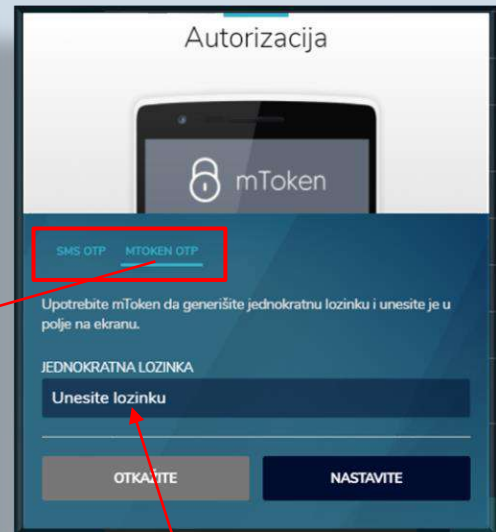 Autorizacija
mToken
SMS OTP MTOKEN OTP
Upotrebite mToken da generišite jednokratnu lozinku i unesite je u
polje na ekranu.
JEDNOKRATNA LOZINKA
Unesite lozinku
OTKAŽITE NASTAVITE